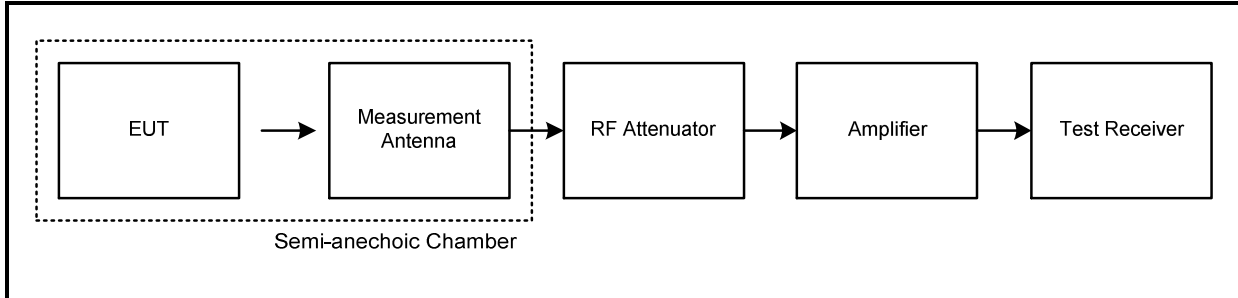 EUT
Measurement
Antenna
RF Attenuator
Amplifier
Test Receiver
Semi-anechoic Chamber